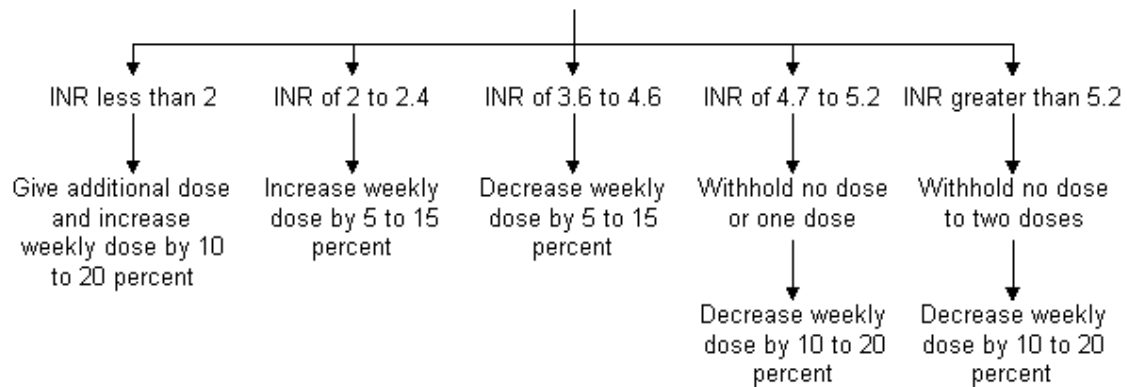 INR less than 2
INR of 2 to 2.4
INR of 3.6 to 4.6
INR of 4.7 to 5.2
INR greater than 5.2
Give additional dose
and increase
weekly dose by 10
to 20 percent
Increase weekly
dose by 5 to 15
percent
Decrease weekly
dose by 5 to 15
percent
Withhold no dose
or one dose
Withhold no dose
to two doses
Decrease weekly
dose by 10 to 20
percent
Decrease weekly
dose by 10 to 20
percent